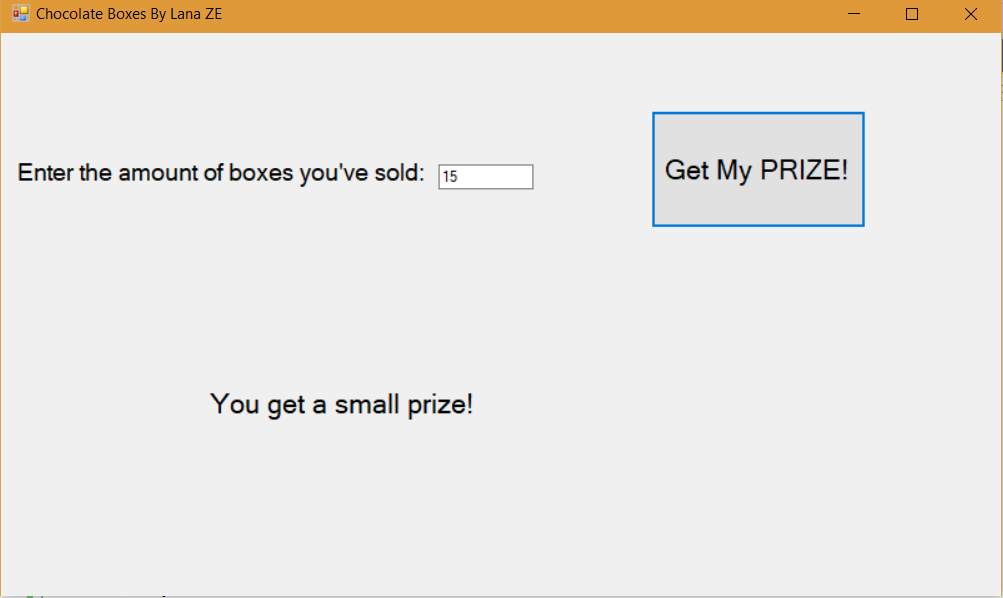 Chocolate Boxes By Lana ZE
Enter the amount of boxes you've sold:
15
Get My PRIZE!
You get a small prize!